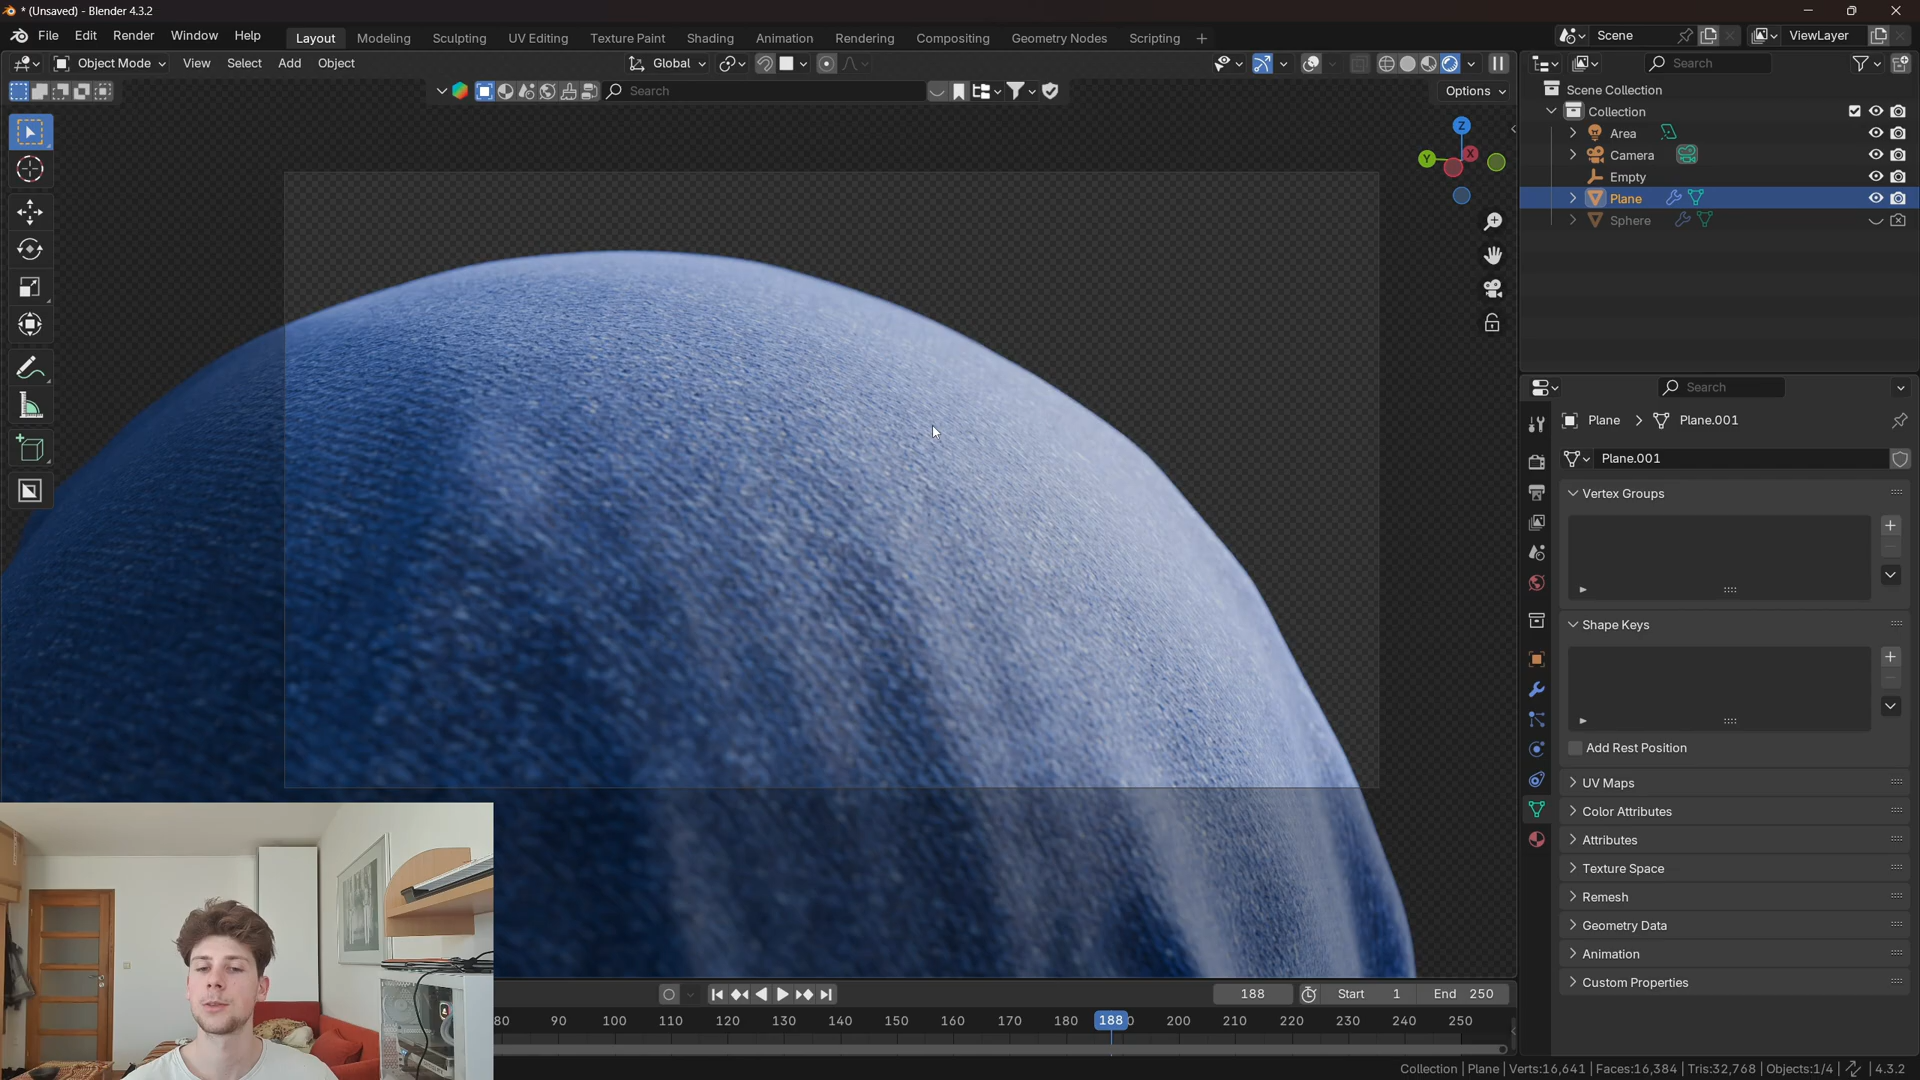 * (Unsaved) - Blender 4.3.2
File Edit Render Window Help
Layout Modeling Sculpting UV Editing Texture Paint Shading Animation Rendering Compositing Geometry Nodes Scripting +
Scene
ViewLayer
Object Mode View Select Add Object
Global
Search
Search
Options
Z
Y
X
Scene Collection
Collection
Area
Camera
Empty
Plane
Sphere
Search
Plane > Plane.001
Plane.001
Vertex Groups
Shape Keys
Add Rest Position
UV Maps
Color Attributes
Attributes
Texture Space
Remesh
Geometry Data
Animation
Custom Properties
188 Start 1 End 250
80 90 100 110 120 130 140 150 160 170 180 188 200 210 220 230 240 250
Collection | Plane | Verts:16,641 | Faces:16,384 | Tris:32,768 | Objects:1/4 | 4.3.2